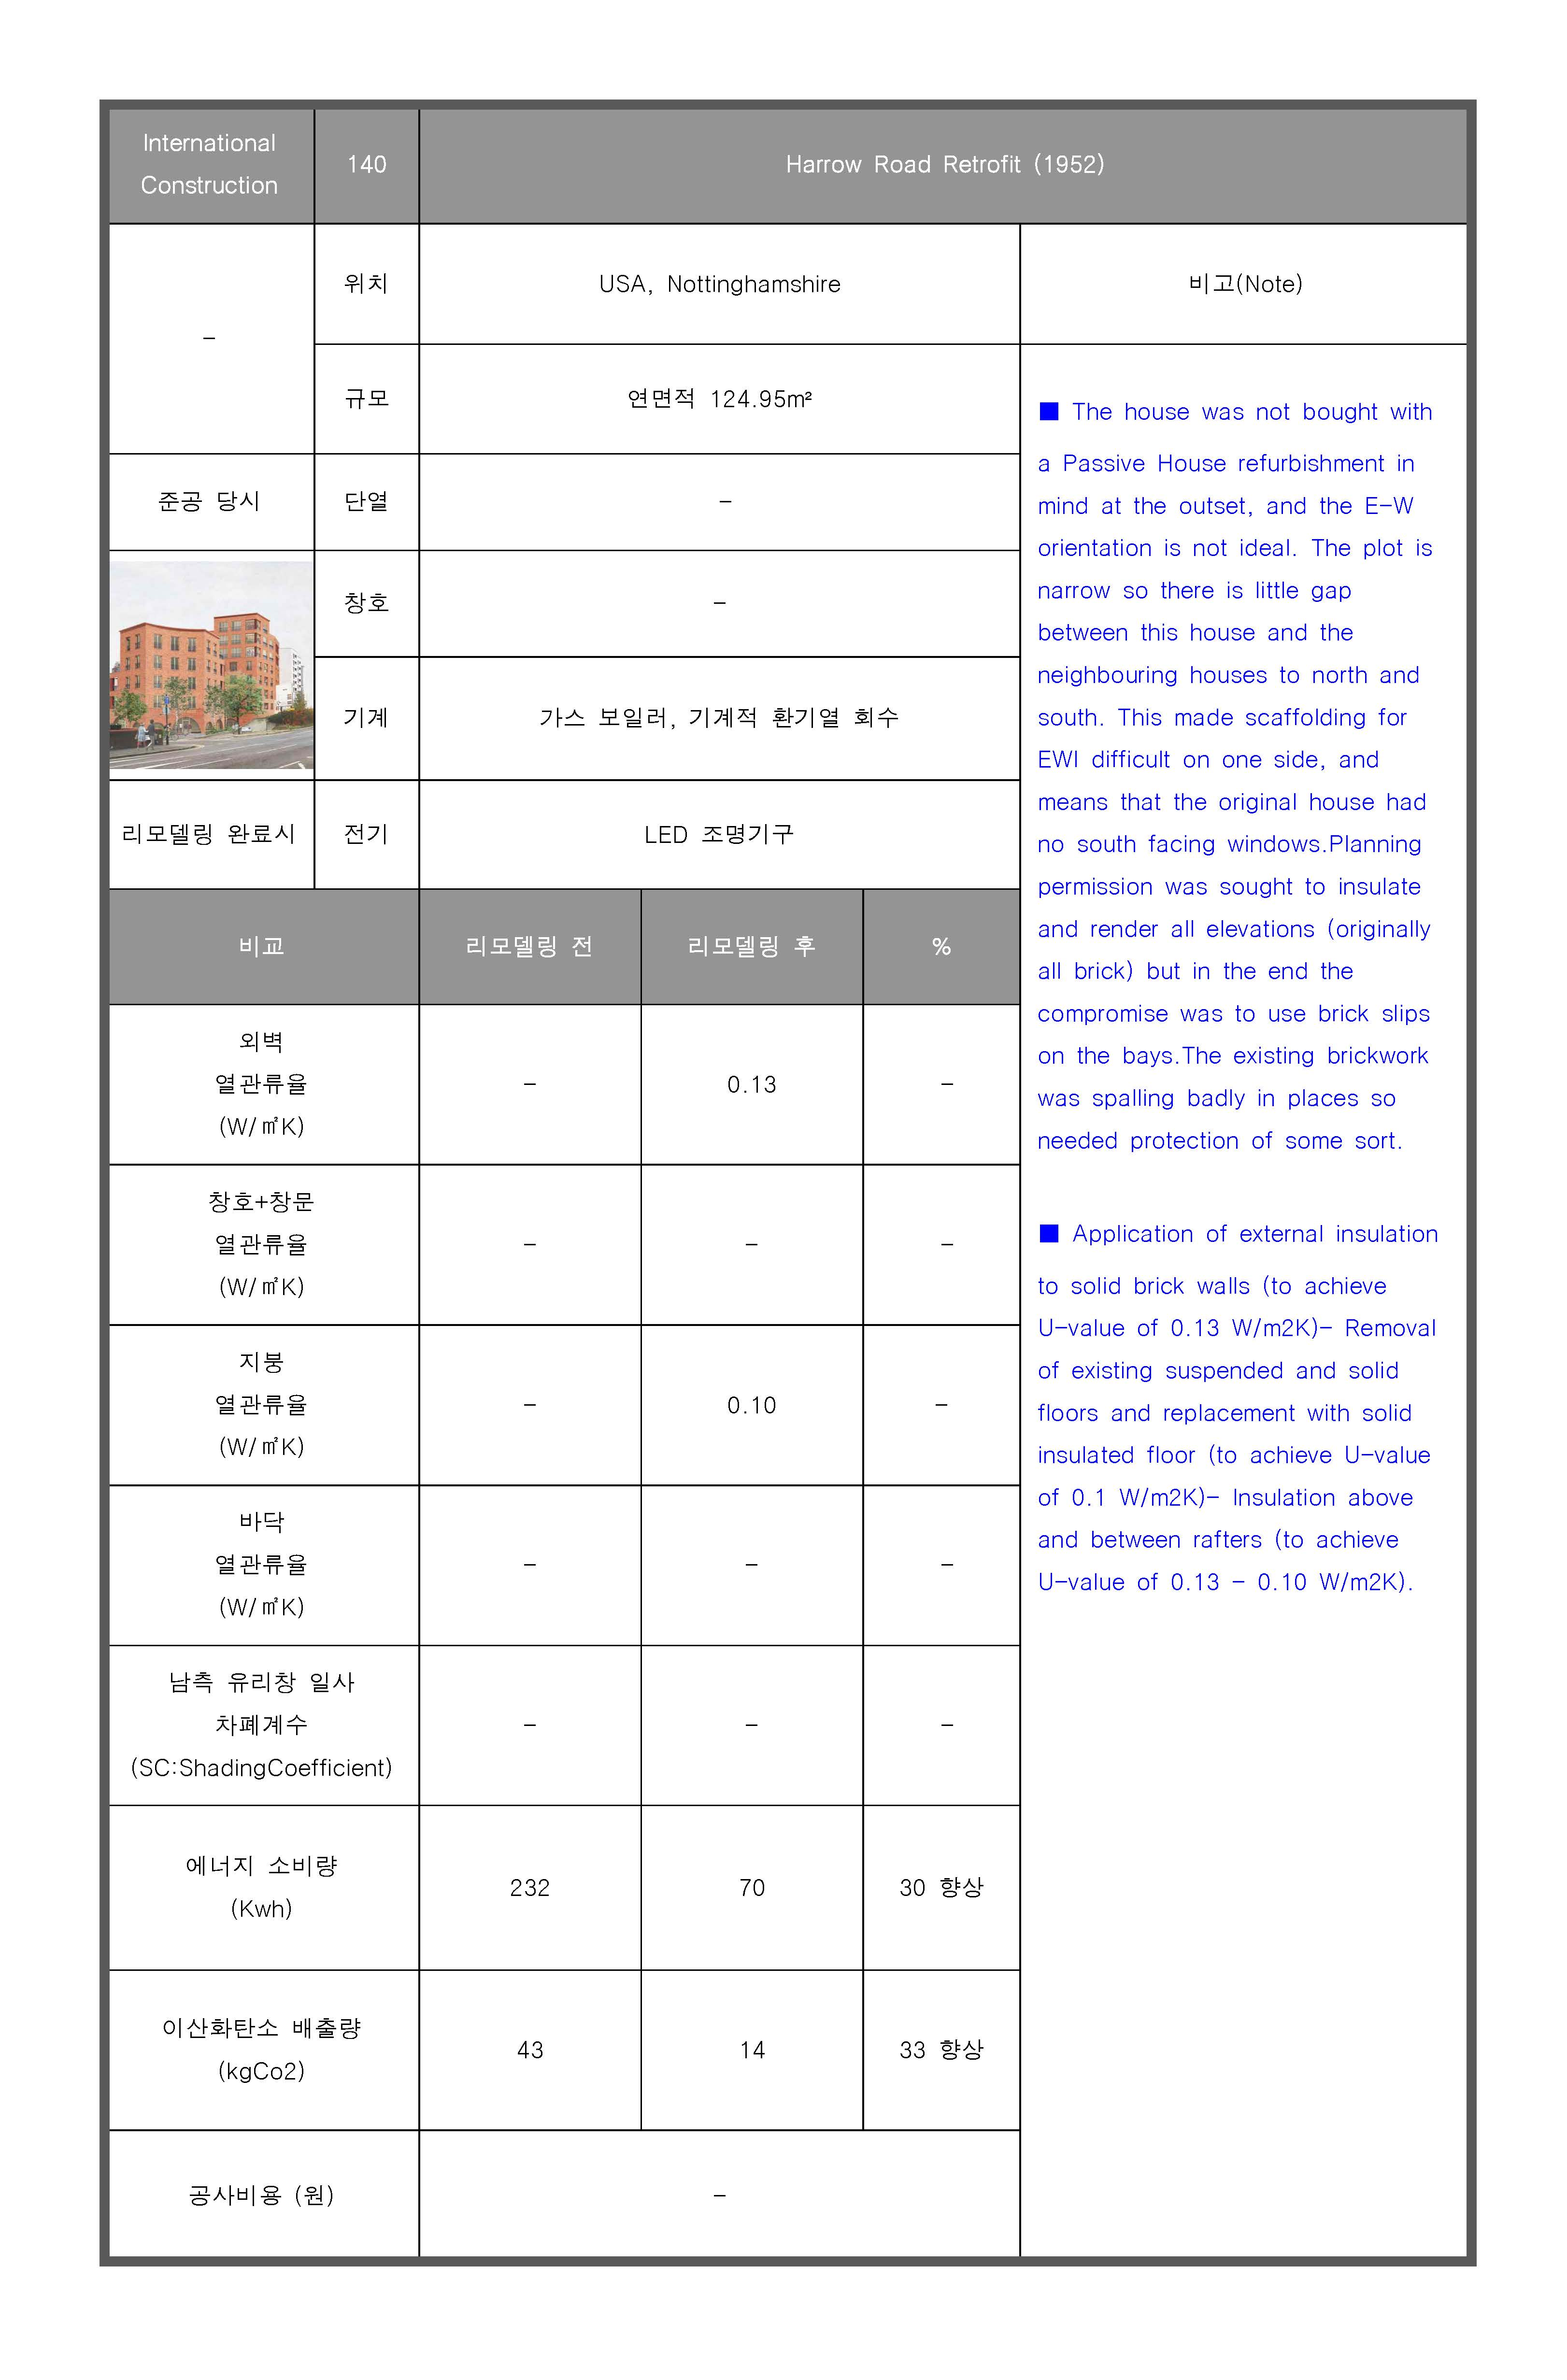 International
Construction
140
Harrow Road Retrofit (1952)
-
위치
USA, Nottinghamshire
비고(Note)
규모
연면적 124.95m²
준공 당시
단열
-
창호
-
기계
가스 보일러, 기계적 환기열 회수
리모델링 완료시
전기
LED 조명기구
■ The house was not bought with
a Passive House refurbishment in
mind at the outset, and the E-W
orientation is not ideal. The plot is
narrow so there is little gap
between this house and the
neighbouring houses to north and
south. This made scaffolding for
EWI difficult on one side, and
means that the original house had
no south facing windows.Planning
permission was sought to insulate
and render all elevations (originally
all brick) but in the end the
compromise was to use brick slips
on the bays.The existing brickwork
was spalling badly in places so
needed protection of some sort.
■ Application of external insulation
to solid brick walls (to achieve
U-value of 0.13 W/m2K)- Removal
of existing suspended and solid
floors and replacement with solid
insulated floor (to achieve U-value
of 0.1 W/m2K)- Insulation above
and between rafters (to achieve
U-value of 0.13 - 0.10 W/m2K).
비교
리모델링 전
리모델링 후
%
외벽
열관류율
(W/㎡K)
-
0.13
-
창호+창문
열관류율
(W/㎡K)
-
-
-
지붕
열관류율
(W/㎡K)
-
0.10
-
바닥
열관류율
(W/㎡K)
-
-
-
남측 유리창 일사
차폐계수
(SC:ShadingCoefficient)
-
-
-
에너지 소비량
(Kwh)
232
70
30 향상
이산화탄소 배출량
(kgCo2)
43
14
33 향상
공사비용 (원)
-